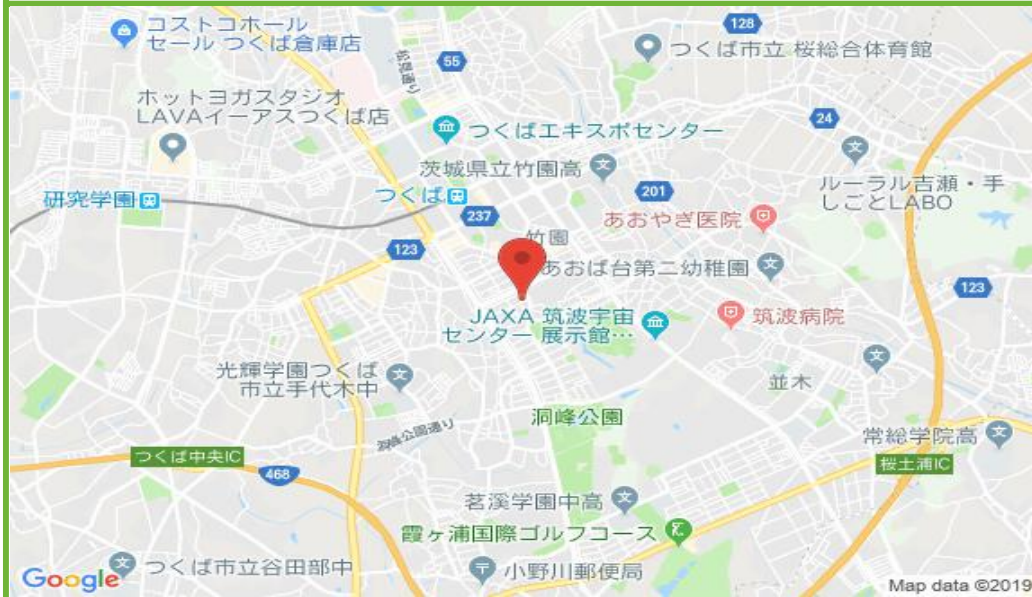 コストコホール
セール つくば倉庫店
128
つくば市立 桜総合体育館
55
松見通り
ホットヨガスタジオ
LAVAイーアスつくば店
24
つくばエキスポセンター
茨城県立竹園高
ルーラル吉瀬・手
しごとLABO
研究学園
つくば
201
237
あおやぎ医院
竹園
123
あおば台第二幼稚園
123
JAXA 筑波宇宙
センター 展示館…
筑波病院
光輝学園つくば
市立手代木中
並木
洞峰公園
洞峰公園通り
常総学院高
つくば中央IC
468
桜土浦IC
茗溪学園中高
霞ヶ浦国際ゴルフコース
つくば市立谷田部中
小野川郵便局
Google
Map data ©2019